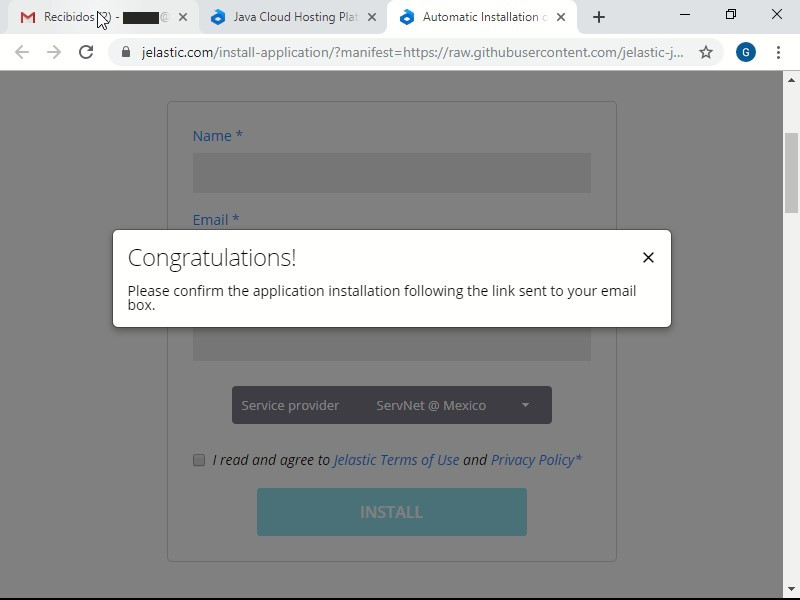 Recibidos (2) - @
Java Cloud Hosting Plat
Automatic Installation o
jelastic.com/install-application/?manifest=https://raw.githubusercontent.com/jelastic-j...
G
Name *
Email *
Congratulations!
Please confirm the application installation following the link sent to your email
box.
Service provider ServNet @ Mexico
I read and agree to Jelastic Terms of Use and Privacy Policy*
INSTALL